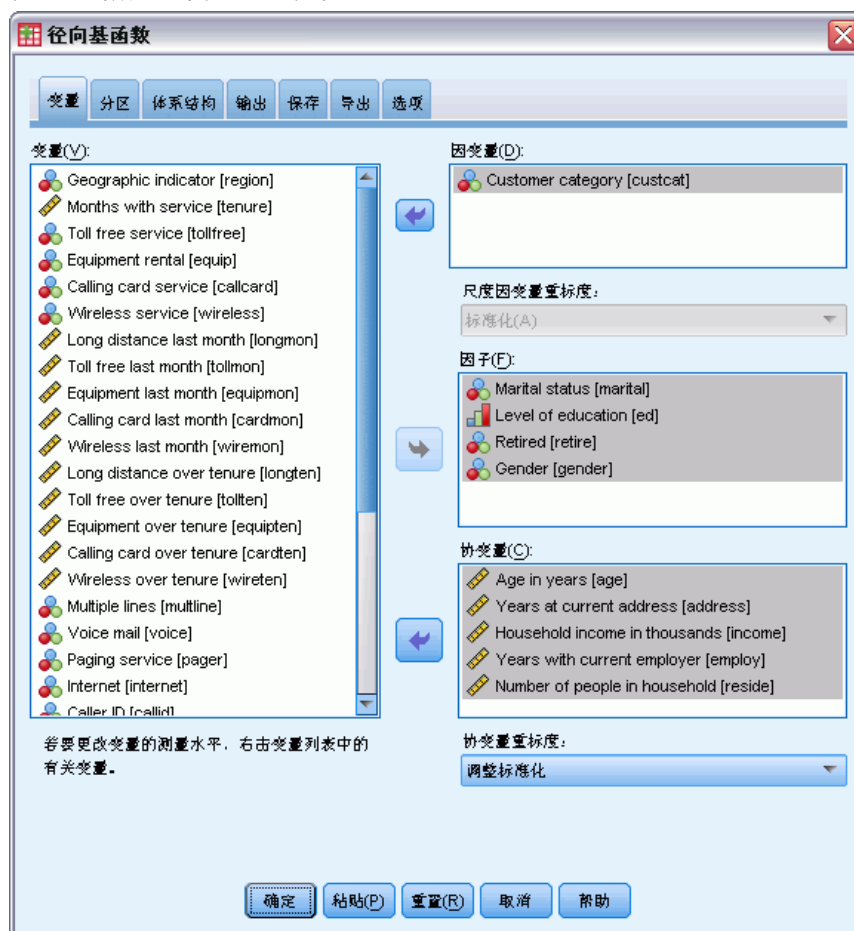 径向基函数
变量 分区 体系结构 输出 保存 导出 选项
变量(V):
Geographic indicator [region]
Months with service [tenure]
Toll free service [tollfree]
Equipment rental [equip]
Calling card service [callcard]
Wireless service [wireless]
Long distance last month [longmon]
Toll free last month [tollmon]
Equipment last month [equipmon]
Calling card last month [cardmon]
Wireless last month [wiremon]
Long distance over tenure [longten]
Toll free over tenure [tollten]
Equipment over tenure [equipten]
Calling card over tenure [cardten]
Wireless over tenure [wireten]
Multiple lines [multline]
Voice mail [voice]
Paging service [pager]
Internet [internet]
Caller ID [callid]
若要更改变量的测量水平，右击变量列表中的
有关变量。
因变量(D):
Customer category [custcat]
尺度因变量重标度：
标准化(A)
因子(F):
Marital status [marital]
Level of education [ed]
Retired [retire]
Gender [gender]
协变量(C):
Age in years [age]
Years at current address [address]
Household income in thousands [income]
Years with current employer [employ]
Number of people in household [reside]
协变量重标度：
调整标准化
确定 粘贴(P) 重置(R) 取消 帮助